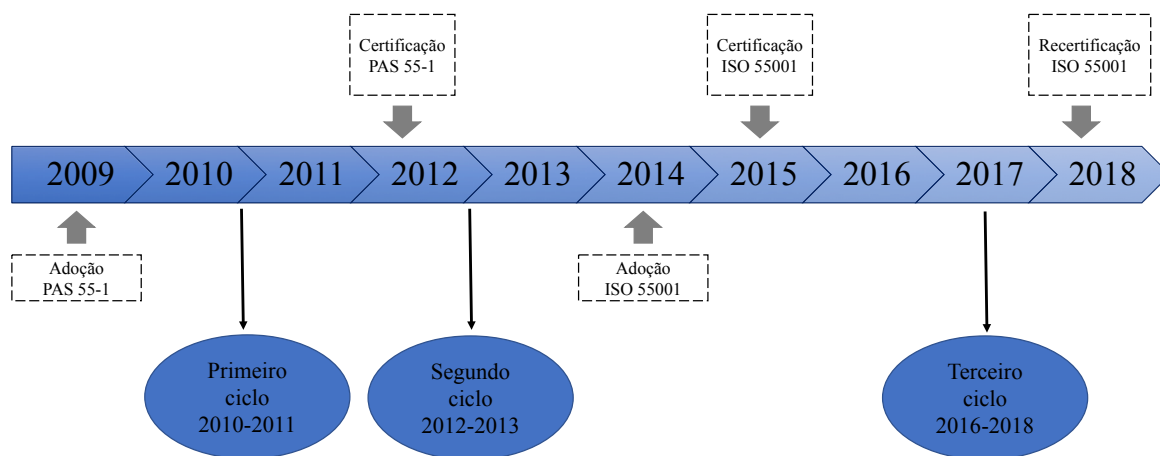 Certificação
PAS 55-1
Certificação
ISO 55001
Recertificação
ISO 55001
2009 2010 2011 2012 2013 2014 2015 2016 2017 2018
Adoção
PAS 55-1
Adoção
ISO 55001
Primeiro
ciclo
2010-2011
Segundo
ciclo
2012-2013
Terceiro
ciclo
2016-2018